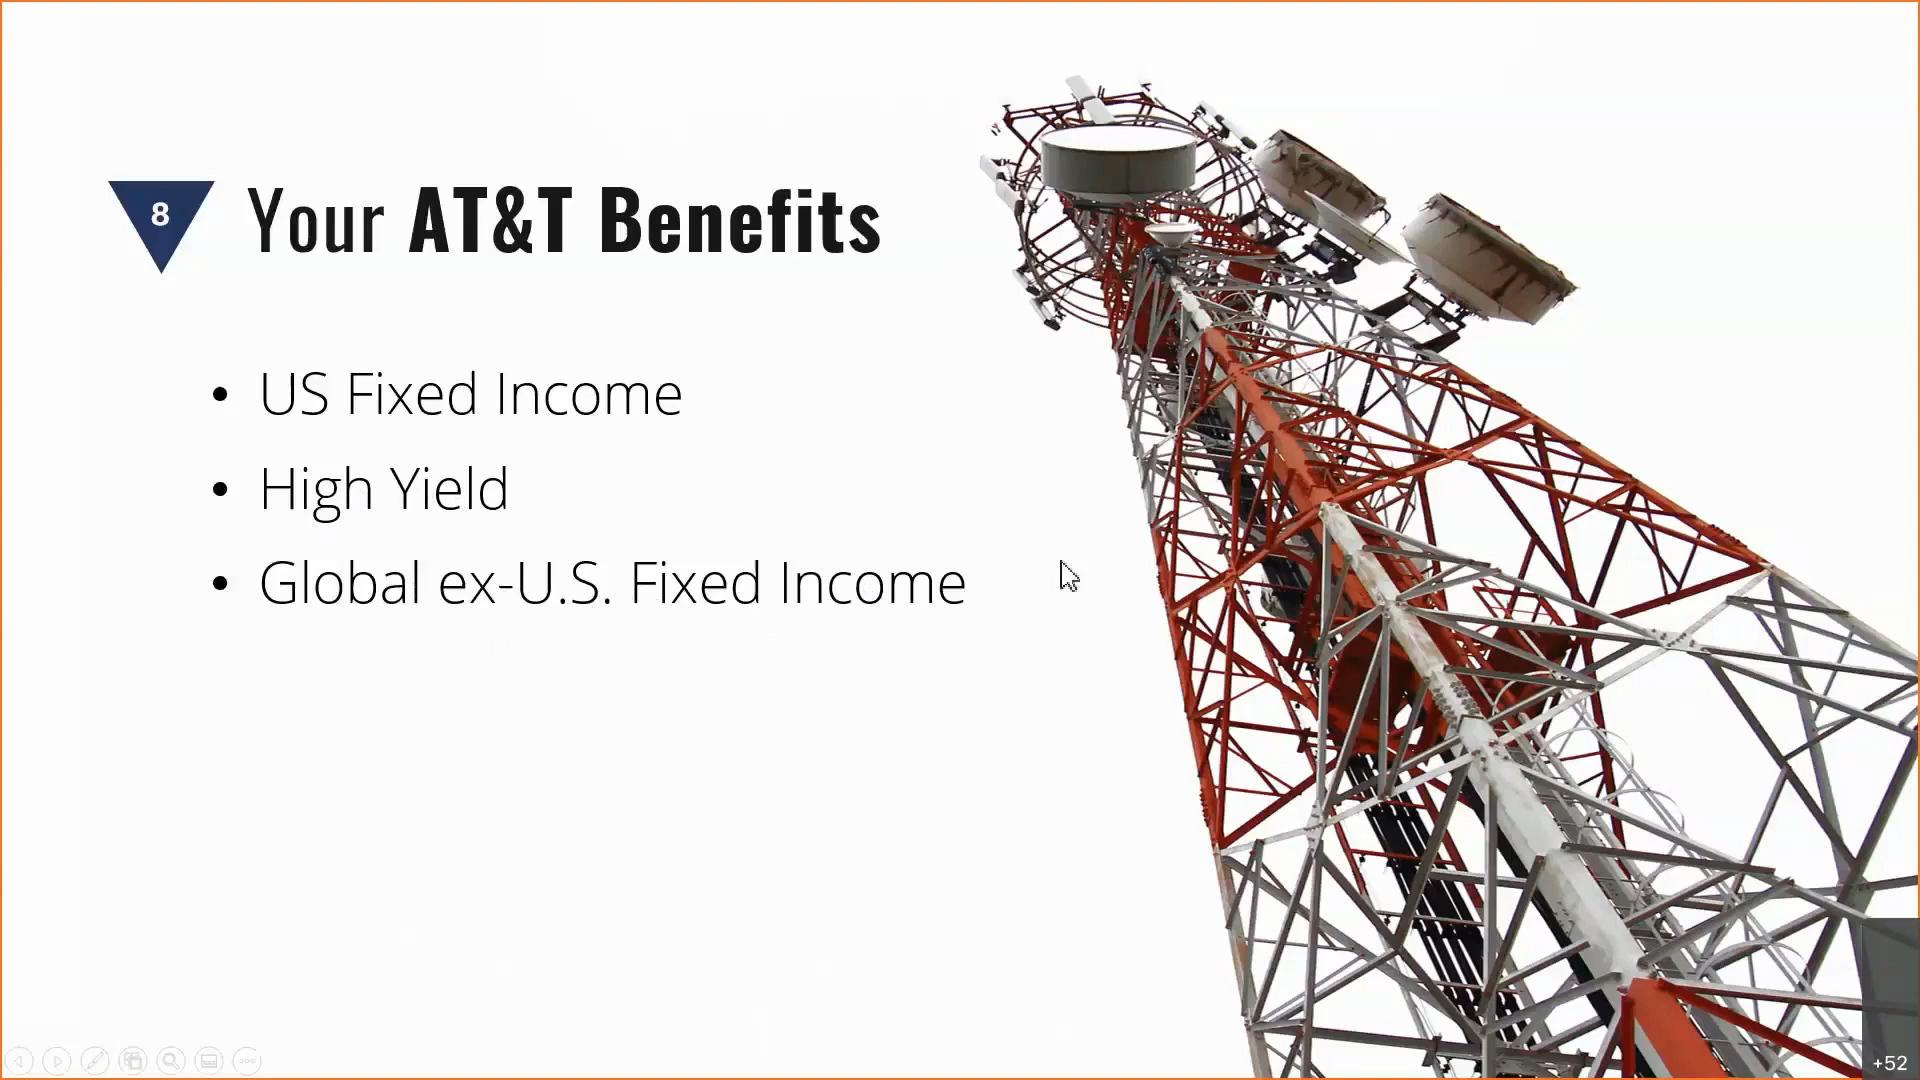 8
Your AT&T Benefits
• US Fixed Income
• High Yield
• Global ex-U.S. Fixed Income
+52